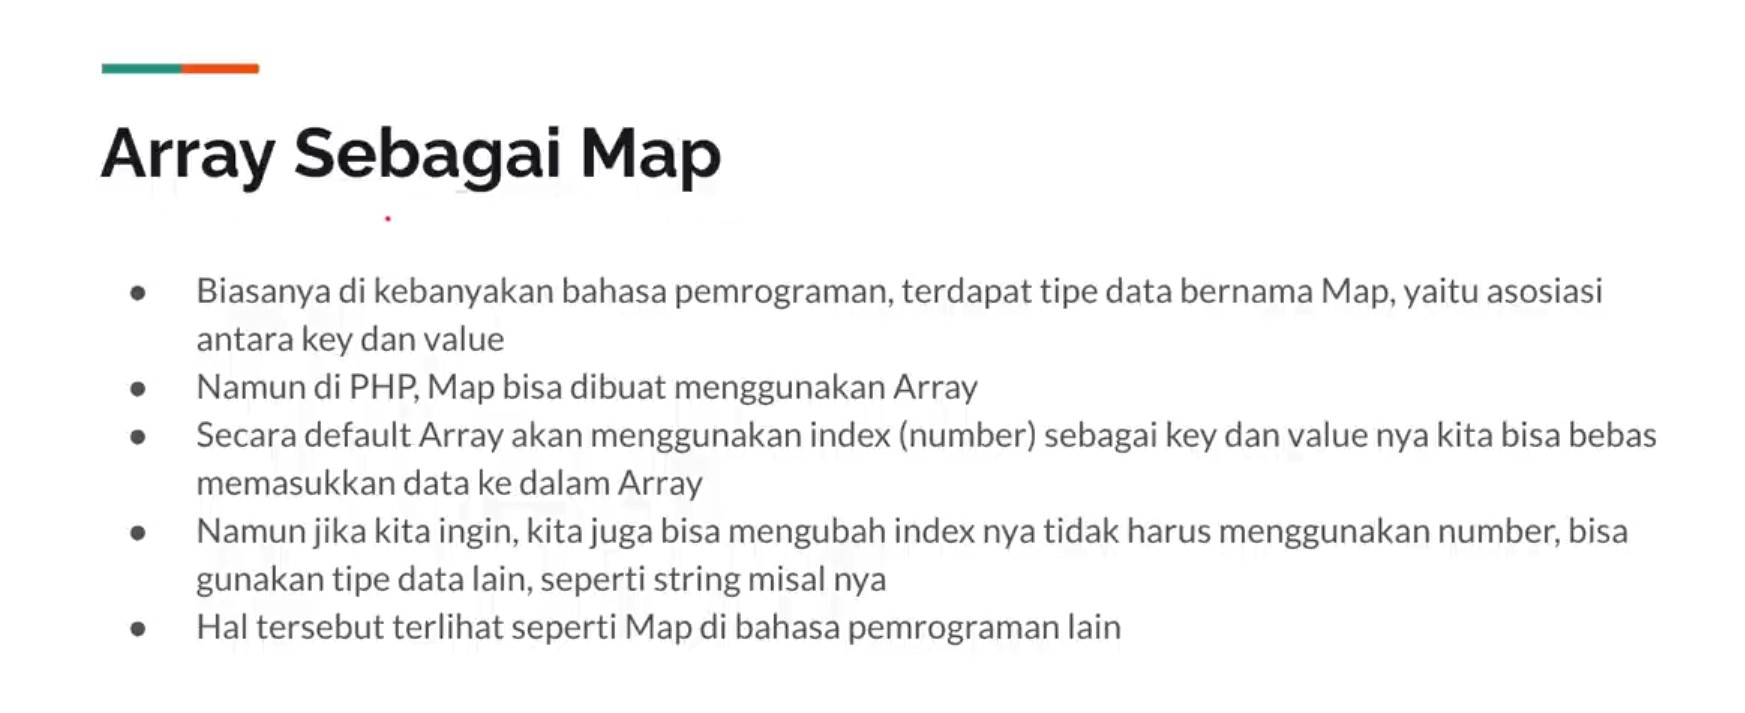 Array Sebagai Map
● Biasanya di kebanyakan bahasa pemrograman, terdapat tipe data bernama Map, yaitu asosiasi
antara key dan value
● Namun di PHP, Map bisa dibuat menggunakan Array
● Secara default Array akan menggunakan index (number) sebagai key dan value nya kita bisa bebas
memasukkan data ke dalam Array
● Namun jika kita ingin, kita juga bisa mengubah index nya tidak harus menggunakan number, bisa
gunakan tipe data lain, seperti string misal nya
● Hal tersebut terlihat seperti Map di bahasa pemrograman lain